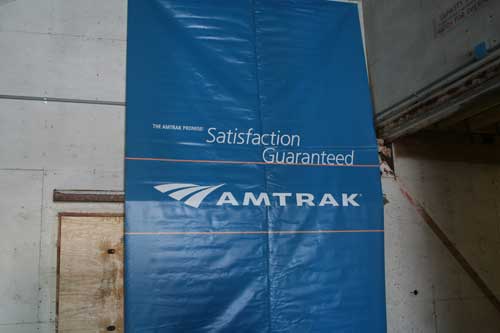 THE AMTRAK PROMISE:
Satisfaction
Guaranteed
AMTRAK